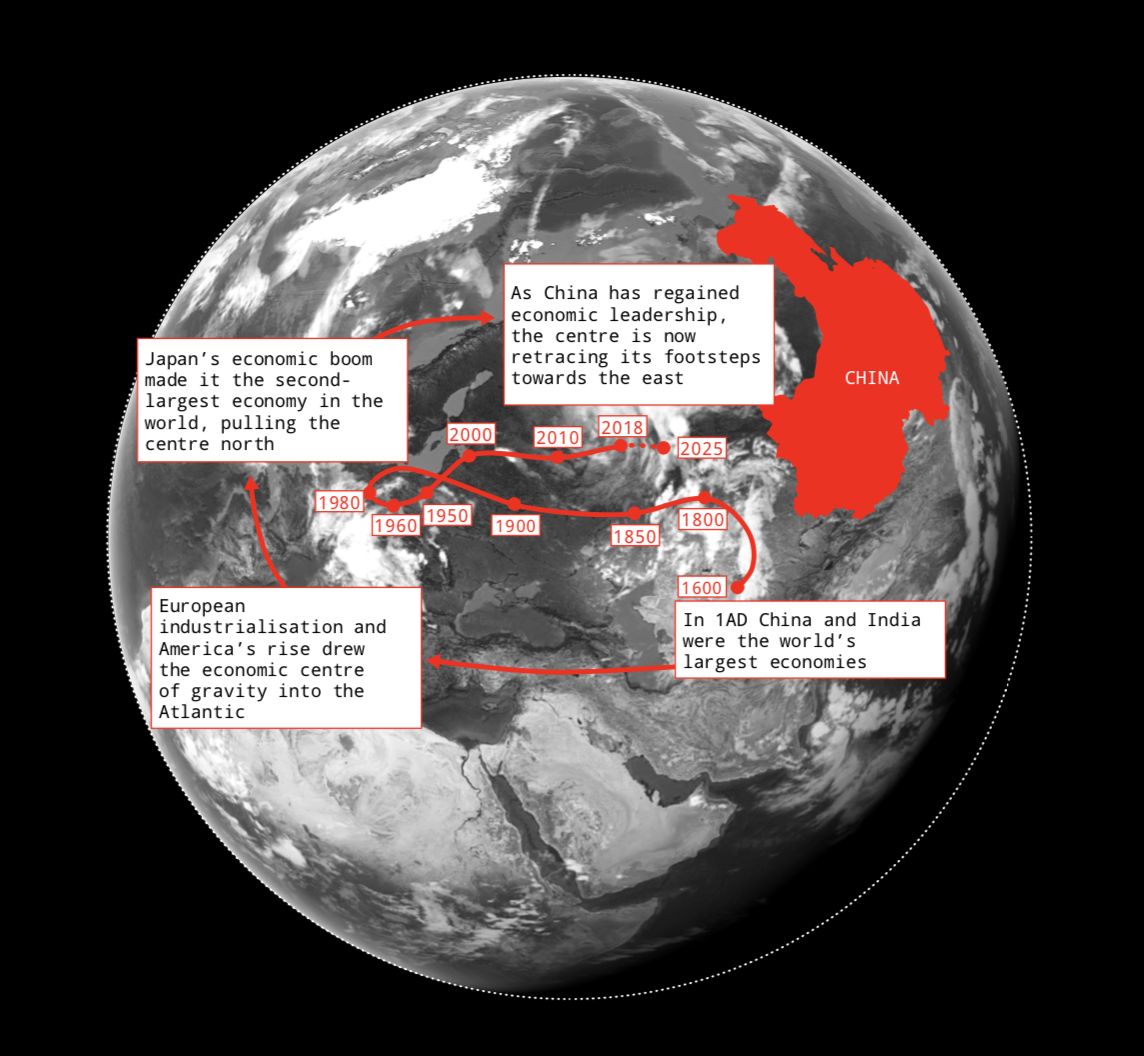 As China has regained
economic leadership,
the centre is now
retracing its footsteps
towards the east
CHINA
Japan’s economic boom
made it the second-
largest economy in the
world, pulling the
centre north
2000
2010
2018
2025
1980
1960
1950
1900
1850
1800
1600
European
industrialisation and
America’s rise drew
the economic centre
of gravity into the
Atlantic
In 1AD China and India
were the world’s
largest economies